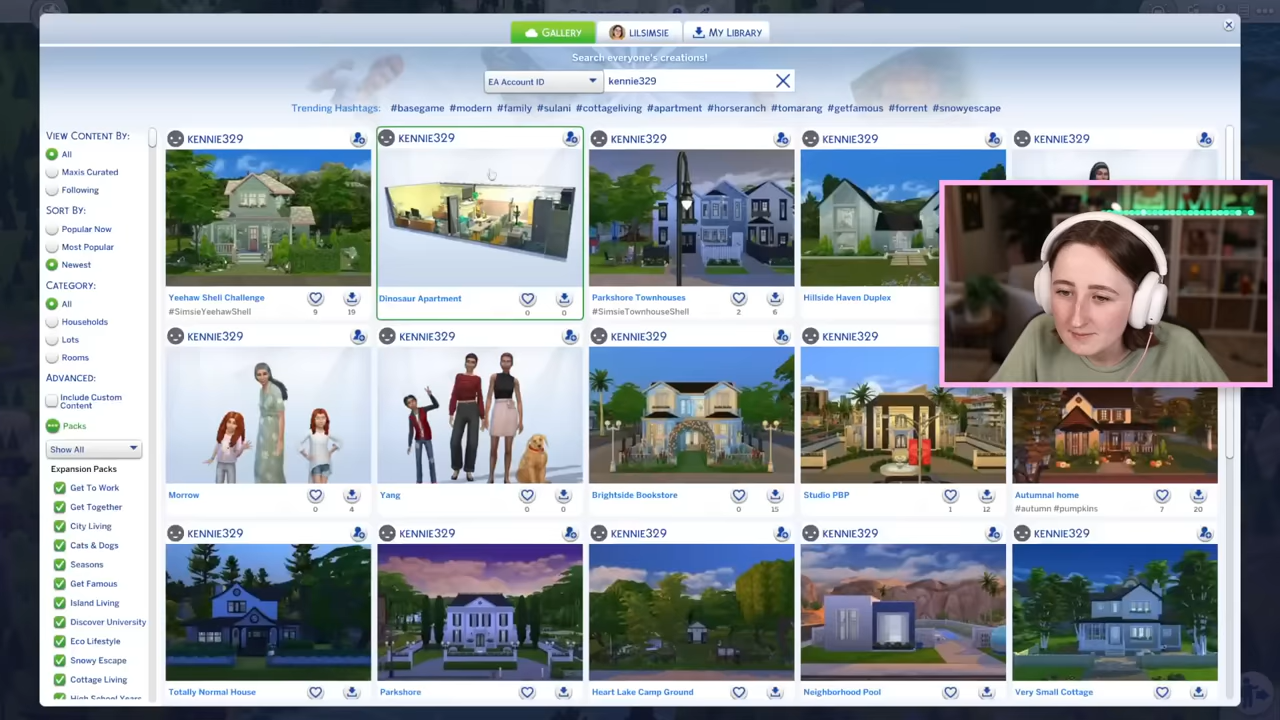 GALLERY
LILSIMSIE
MY LIBRARY
Search everyone's creations!
EA Account ID
kennie329
Trending Hashtags: #basegame #modern #family #sulani #cottageliving #apartment #horseranch #tomarang #getfamous #forrent #snowyescape
VIEW CONTENT BY:
All
Maxis Curated
Following
SORT BY:
Popular Now
Most Popular
Newest
CATEGORY:
All
Households
Lots
Rooms
ADVANCED:
Include Custom
Content
Packs
Show All
Expansion Packs
Get To Work
Get Together
City Living
Cats & Dogs
Seasons
Get Famous
Island Living
Discover University
Eco Lifestyle
Snowy Escape
Cottage Living
High School Years
KENNIE329
Yeehaw Shell Challenge
#SimsieYeehawShell
9
19
KENNIE329
Dinosaur Apartment
0
0
KENNIE329
Parkshore Townhouses
#SimsieTownhouseShell
2
6
KENNIE329
Hillside Haven Duplex
KENNIE329
KENNIE329
Morrow
0
4
KENNIE329
Yang
0
0
KENNIE329
Brightside Bookstore
0
15
KENNIE329
Studio PBP
1
12
Autumnal home
#autumn #pumpkins
7
20
KENNIE329
Totally Normal House
KENNIE329
Parkshore
KENNIE329
Heart Lake Camp Ground
KENNIE329
Neighborhood Pool
KENNIE329
Very Small Cottage